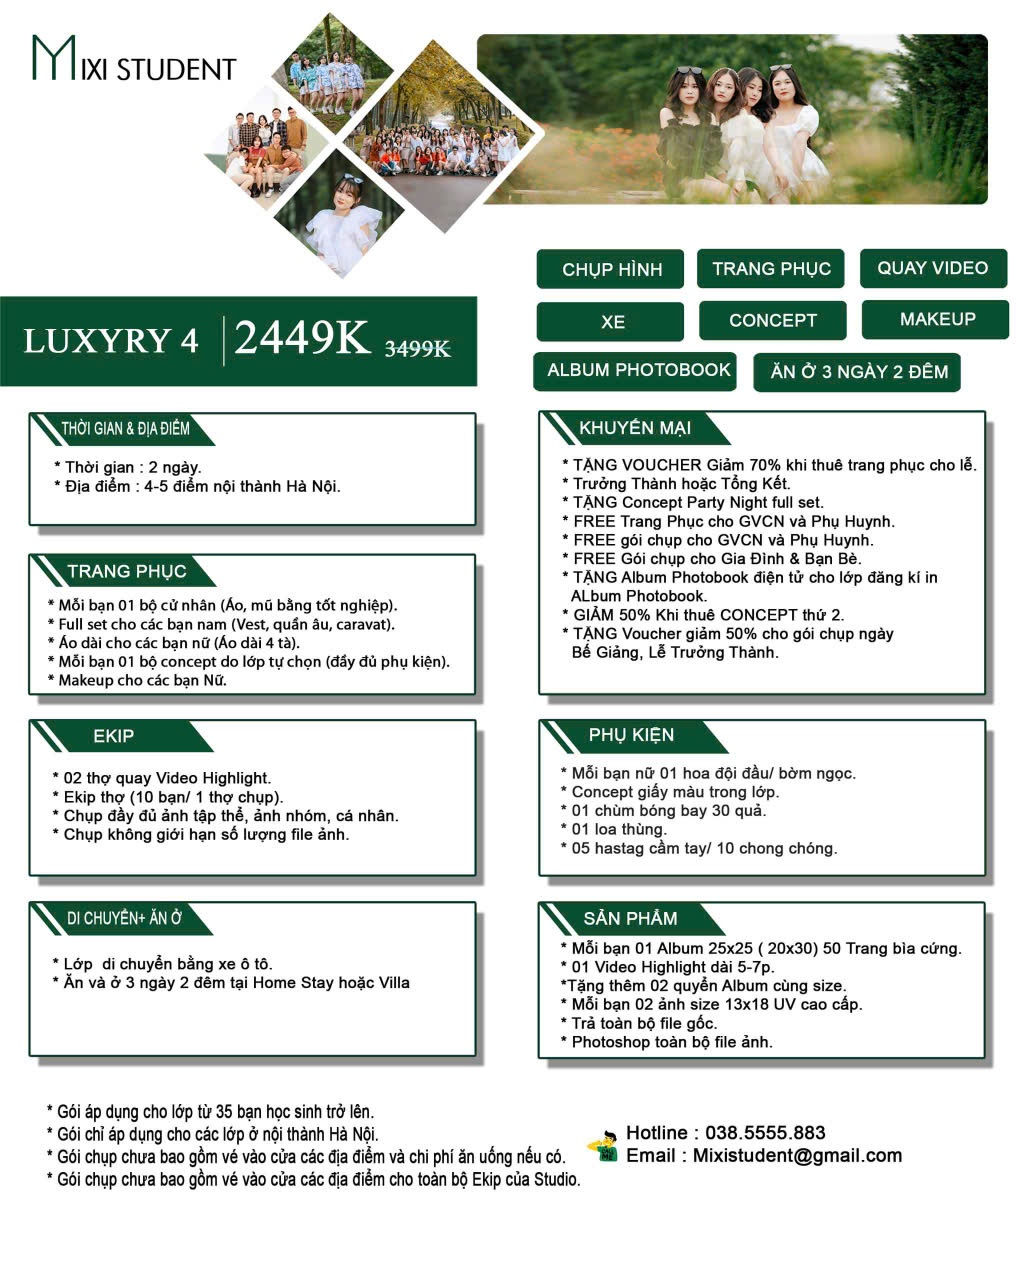 MIXI STUDENT
CHỤP HÌNH
TRANG PHỤC
QUAY VIDEO
XE
CONCEPT
MAKEUP
ALBUM PHOTOBOOK
ĂN Ở 3 NGÀY 2 ĐÊM
LUXYRY 4
2449K
3499K
THỜI GIAN & ĐỊA ĐIỂM
* Thời gian : 2 ngày.
* Địa điểm : 4-5 điểm nội thành Hà Nội.
TRANG PHỤC
* Mỗi bạn 01 bộ cử nhân (Áo, mũ bằng tốt nghiệp).
* Full set cho các bạn nam (Vest, quần âu, caravat).
* Áo dài cho các bạn nữ (Áo dài 4 tà).
* Mỗi bạn 01 bộ concept do lớp tự chọn (đầy đủ phụ kiện).
* Makeup cho các bạn Nữ.
EKIP
* 02 thợ quay Video Highlight.
* Ekip thợ (10 bạn/ 1 thợ chụp).
* Chụp đầy đủ ảnh tập thể, ảnh nhóm, cá nhân.
* Chụp không giới hạn số lượng file ảnh.
DI CHUYỂN+ ĂN Ở
* Lớp di chuyển bằng xe ô tô.
* Ăn và ở 3 ngày 2 đêm tại Home Stay hoặc Villa
KHUYẾN MẠI
* TẶNG VOUCHER Giảm 70% khi thuê trang phục cho lễ.
* Trưởng Thành hoặc Tổng Kết.
* TẶNG Concept Party Night full set.
* FREE Trang Phục cho GVCN và Phụ Huynh.
* FREE gói chụp cho GVCN và Phụ Huynh.
* FREE Gói chụp cho Gia Đình & Bạn Bè.
* TẶNG Album Photobook điện tử cho lớp đăng kí in
ALbum Photobook.
* GIẢM 50% Khi thuê CONCEPT thứ 2.
* TẶNG Voucher giảm 50% cho gói chụp ngày
Bế Giảng, Lễ Trưởng Thành.
PHỤ KIỆN
* Mỗi bạn nữ 01 hoa đội đầu/ bờm ngọc.
* Concept giấy màu trong lớp.
* 01 chùm bóng bay 30 quả.
* 01 loa thùng.
* 05 hastag cầm tay/ 10 chong chóng.
SẢN PHẨM
* Mỗi bạn 01 Album 25x25 ( 20x30) 50 Trang bìa cứng.
* 01 Video Highlight dài 5-7p.
*Tặng thêm 02 quyển Album cùng size.
* Mỗi bạn 02 ảnh size 13x18 UV cao cấp.
* Trả toàn bộ file gốc.
* Photoshop toàn bộ file ảnh.
* Gói áp dụng cho lớp từ 35 bạn học sinh trở lên.
* Gói chỉ áp dụng cho các lớp ở nội thành Hà Nội.
* Gói chụp chưa bao gồm vé vào cửa các địa điểm và chi phí ăn uống nếu có.
* Gói chụp chưa bao gồm vé vào cửa các địa điểm cho toàn bộ Ekip của Studio.
Hotline : 038.5555.883
Email : Mixistudent@gmail.com